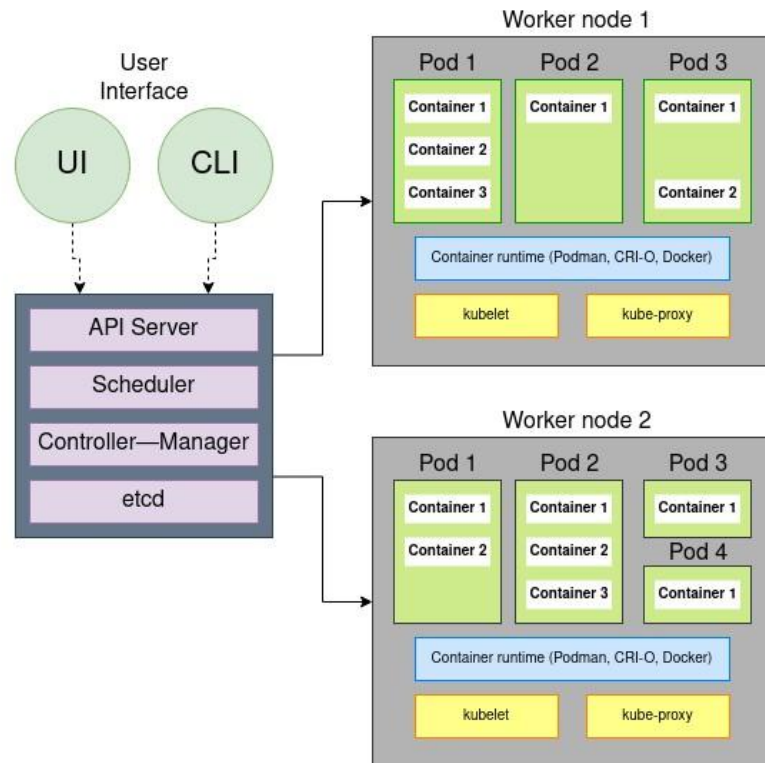 User
Interface
UI
CLI
API Server
Scheduler
Controller—Manager
etcd
Worker node 1
Pod 1
Pod 2
Pod 3
Container 1
Container 2
Container 3
Container 1
Container 1
Container 2
Container runtime (Podman, CRI-O, Docker)
kubelet
kube-proxy
Worker node 2
Pod 1
Pod 2
Pod 3
Container 1
Container 2
Container 1
Container 2
Container 3
Container 1
Pod 4
Container 1
Container runtime (Podman, CRI-O, Docker)
kubelet
kube-proxy